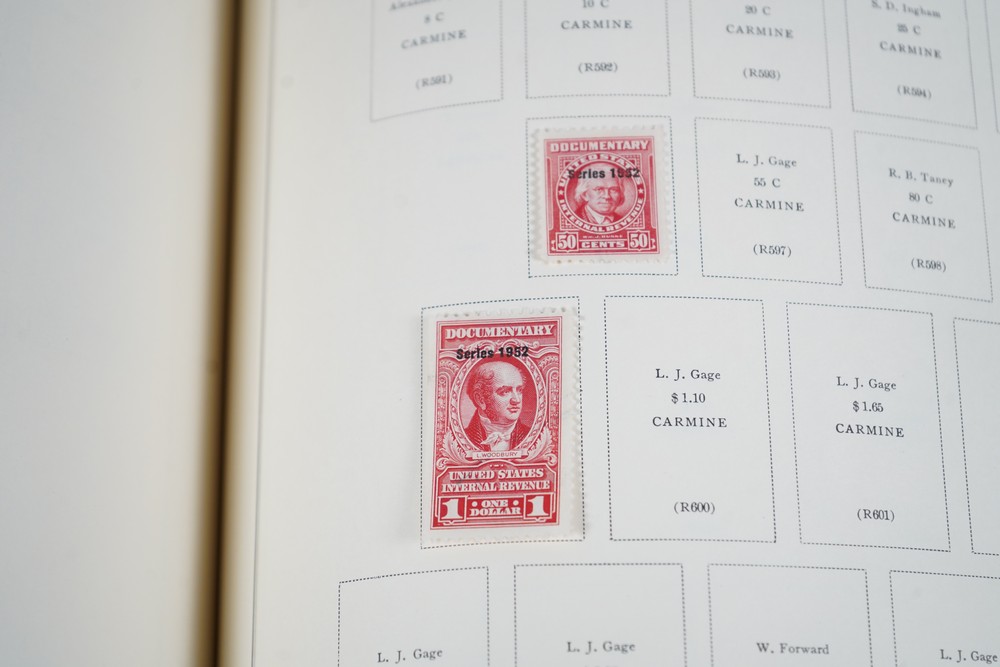 8 C
CARMINE
(R591)
10 C
CARMINE
(R592)
20 C
CARMINE
(R593)
S. D. Ingham
25 C
CARMINE
(R594)
DOCUMENTARY
UNITED STATES
Series 1952
INTERNAL REVENUE
50 CENTS 50
L. J. Gage
55 C
CARMINE
(R597)
R. B. Taney
80 C
CARMINE
(R598)
DOCUMENTARY
Series 1952
L. WOODBURY
UNITED STATES
INTERNAL REVENUE
1 ONE DOLLAR 1
L. J. Gage
$ 1.10
CARMINE
(R600)
L. J. Gage
$ 1.65
CARMINE
(R601)
L. J. Gage
L. J. Gage
W. Forward
L. J. Gage